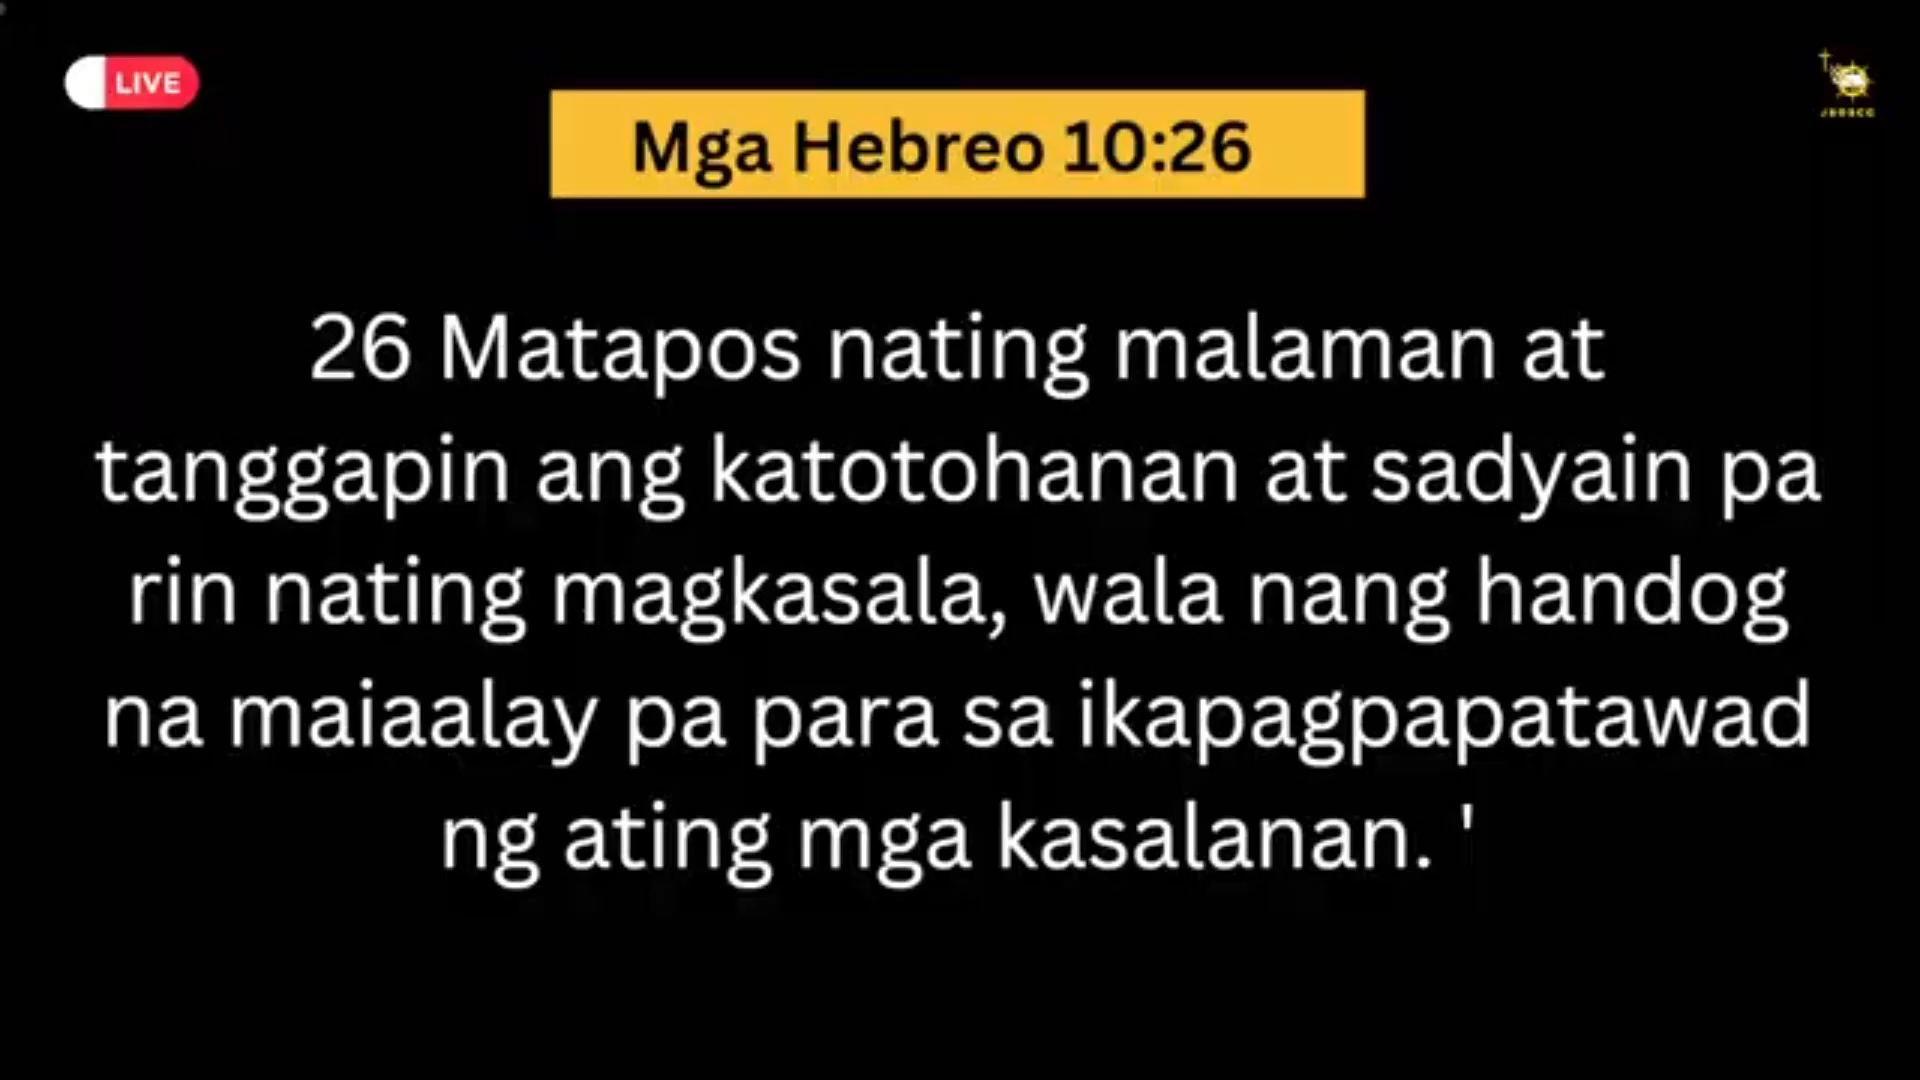 LIVE
Mga Hebreo 10:26
26 Matapos nating malaman at
tanggapin ang katotohanan at sadyain pa
rin nating magkasala, wala nang handog
na maiaalay pa para sa ikapagpapatawad
ng ating mga kasalanan. '